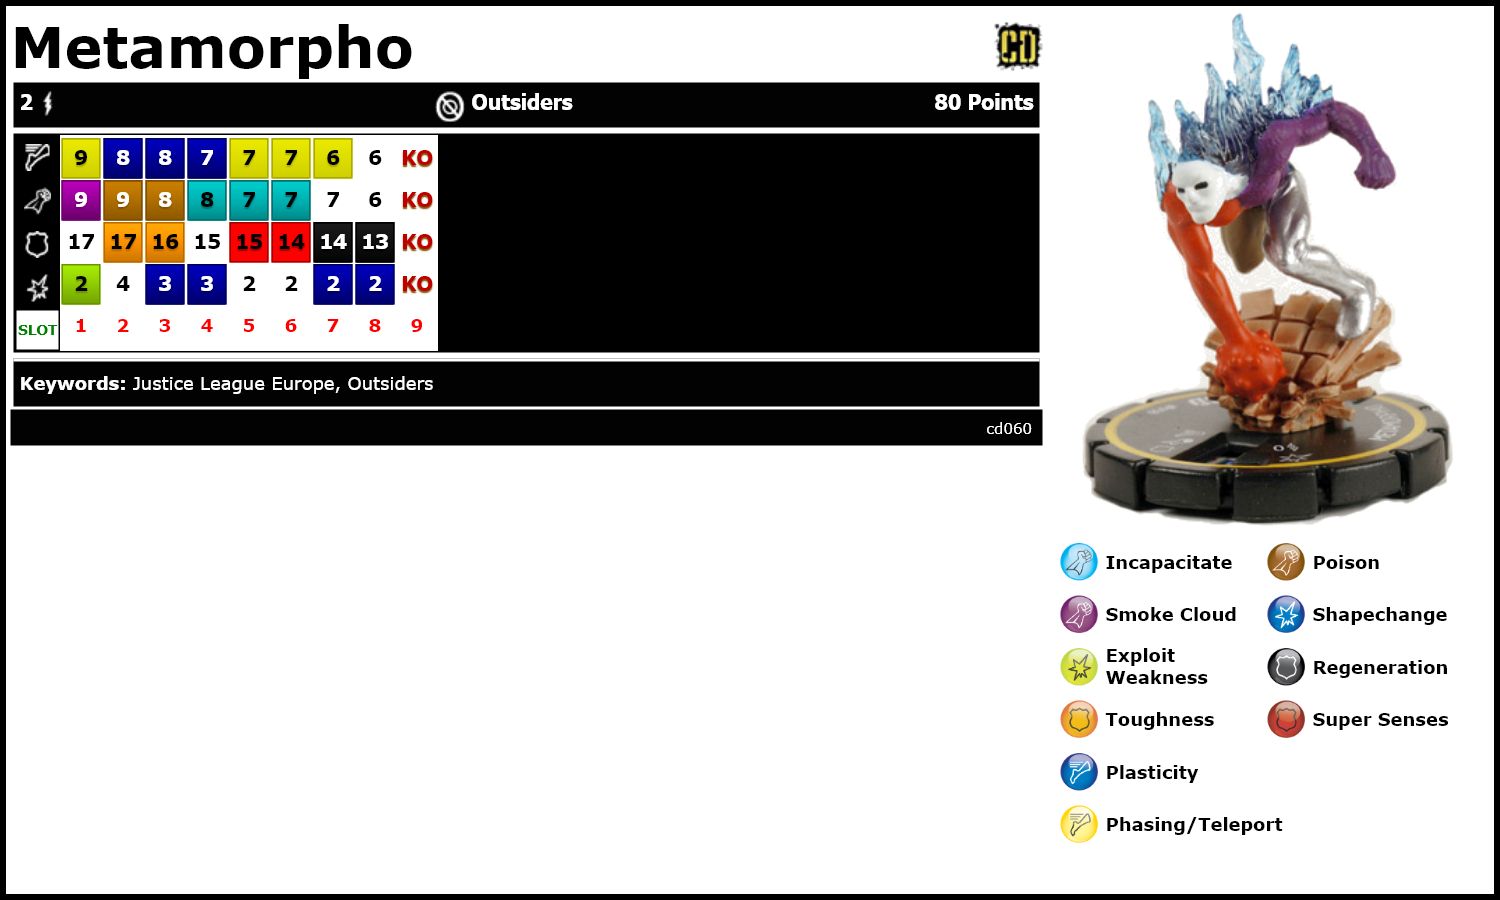 Metamorpho
CD
2 Outsiders 80 Points
9 8 8 7 7 7 6 6 KO
9 9 8 8 7 7 7 6 KO
17 17 16 15 15 14 14 13 KO
2 4 3 3 2 2 2 2 KO
SLOT 1 2 3 4 5 6 7 8 9
Keywords: Justice League Europe, Outsiders
cd060
Incapacitate Poison
Smoke Cloud Shapechange
Exploit
Weakness Regeneration
Toughness Super Senses
Plasticity
Phasing/Teleport